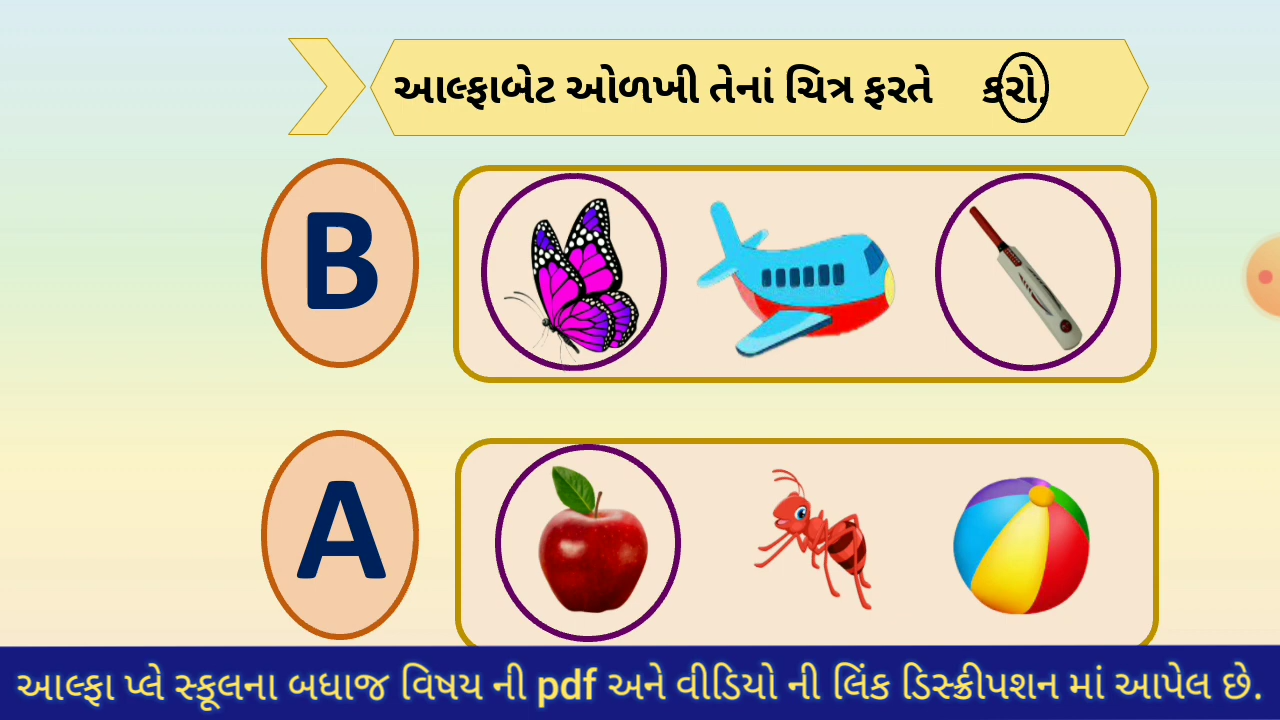 આલ્ફાબેટ ઓળખી તેનાં ચિત્ર ફરતે કરો.
B
A
આલ્ફા પ્લે સ્કૂલના બધાજ વિષય ની pdf અને વીડિયો ની લિંક ડિસ્ક્રીપશન માં આપેલ છે.